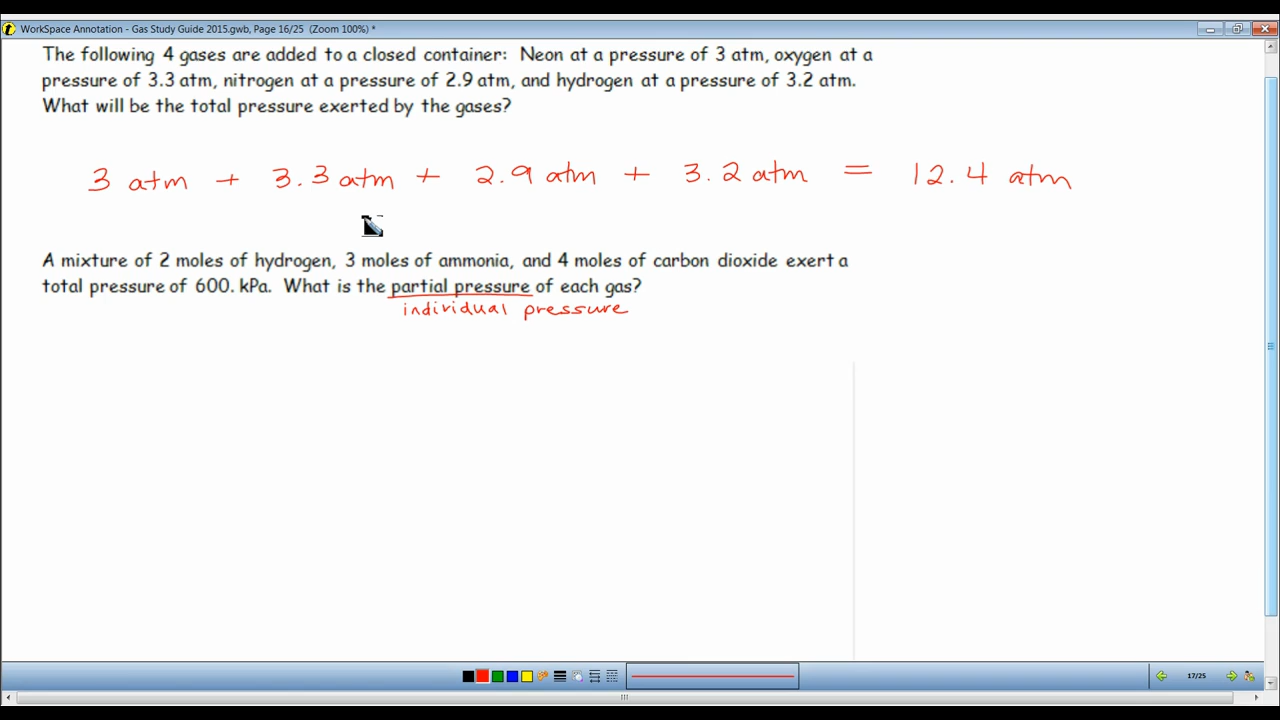 WorkSpace Annotation - Gas Study Guide 2015.gwb, Page 16/25 (Zoom 100%) *
The following 4 gases are added to a closed container: Neon at a pressure of 3 atm, oxygen at a
pressure of 3.3 atm, nitrogen at a pressure of 2.9 atm, and hydrogen at a pressure of 3.2 atm.
What will be the total pressure exerted by the gases?
3 atm + 3.3 atm + 2.9 atm + 3.2 atm = 12.4 atm
A mixture of 2 moles of hydrogen, 3 moles of ammonia, and 4 moles of carbon dioxide exert a
total pressure of 600. kPa. What is the partial pressure of each gas?
individual pressure
17/25